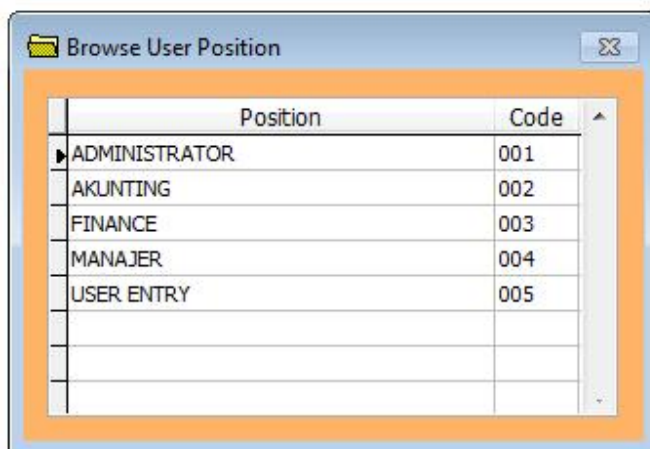 Browse User Position
Position Code
ADMINISTRATOR 001
AKUNTING 002
FINANCE 003
MANAJER 004
USER ENTRY 005